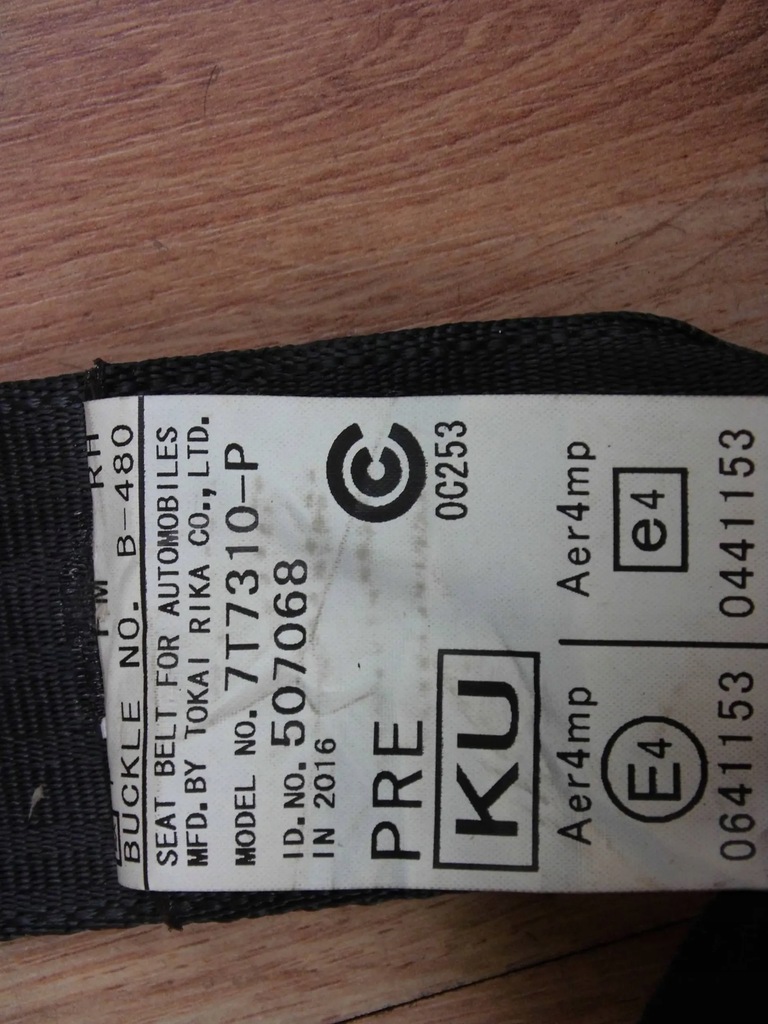 RH
BUCKLE NO. B-480
SEAT BELT FOR AUTOMOBILES
MFD. BY TOKAI RIKA CO., LTD.
MODEL NO. 7T7310-P
ID. NO. 507068
IN 2016
PRE
KU
0C253
Aer4mp
E4
0641153
Aer4mp
e4
0441153